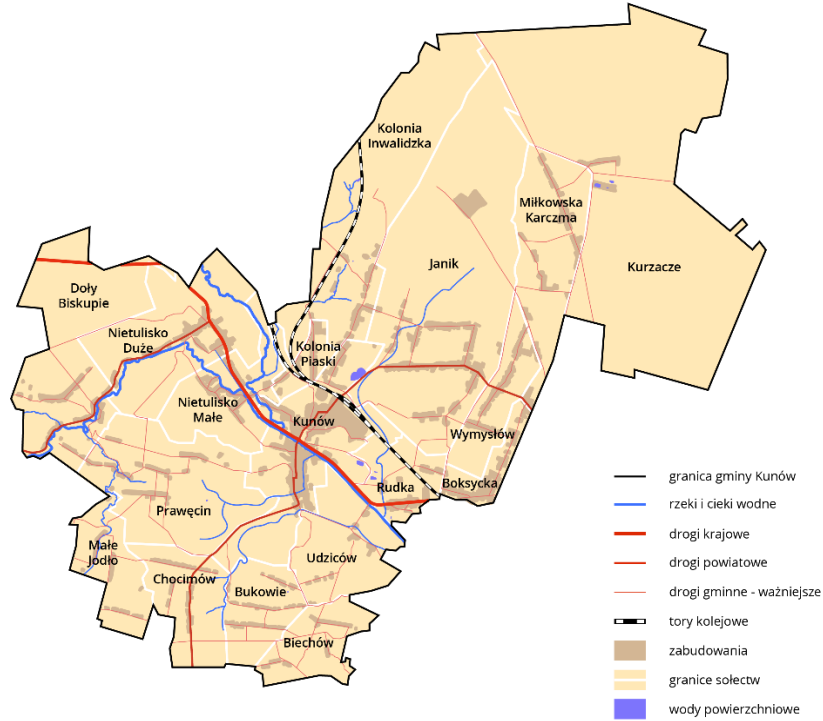 Kolonia
Inwalidzka
Miłkowska
Karczma
Janik
Kurzacze
Doły
Biskupie
Nietulisko
Duże
Kolonia
Piaski
Nietulisko
Małe
Kunów
Wymysłów
Rudka
Boksycka
Prawęcin
Małe
Jodło
Udziców
Chocimów
Bukowie
Biechów
granica gminy Kunów
rzeki i cieki wodne
drogi krajowe
drogi powiatowe
drogi gminne - ważniejsze
tory kolejowe
zabudowania
granice sołectw
wody powierzchniowe